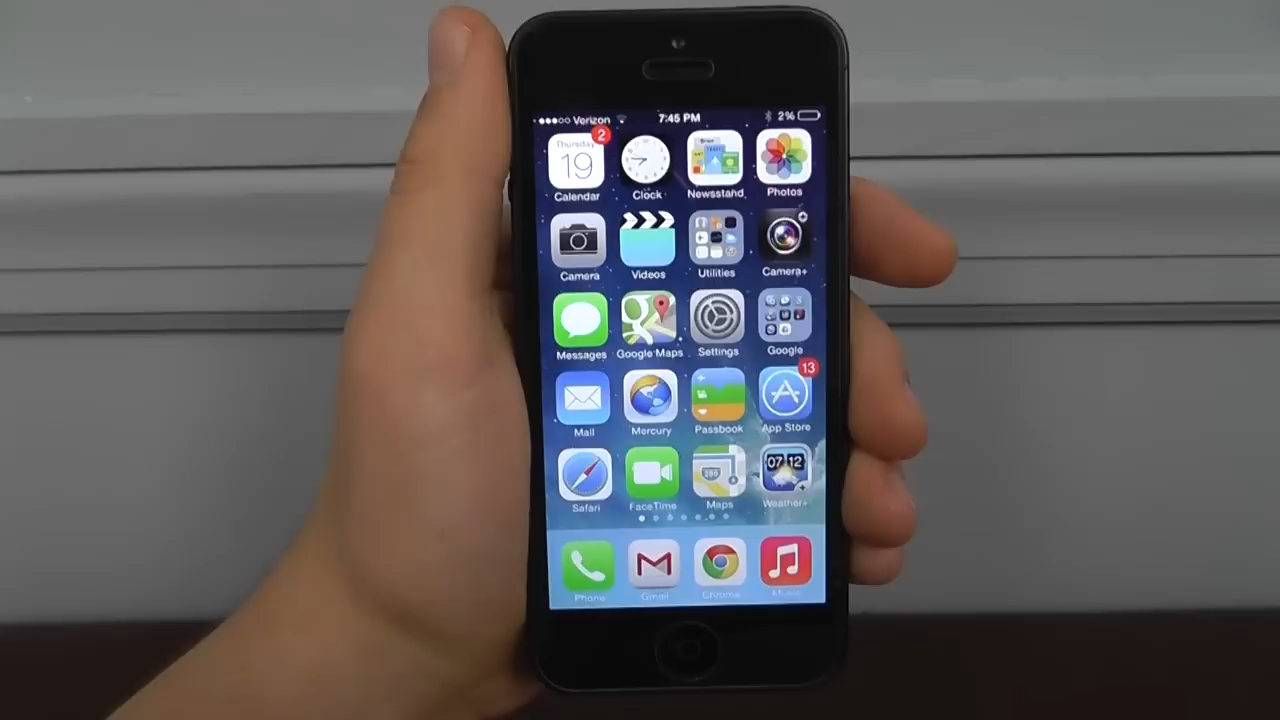 Verizon 7:45 PM 2%
2
Thursday
19
Calendar Clock Newsstand Photos
Camera Videos Utilities Camera+
Messages Google Maps Settings Google
13
Mail Mercury Passbook App Store
280
07 12
Safari FaceTime Maps Weather+
Phone Gmail Chrome Music